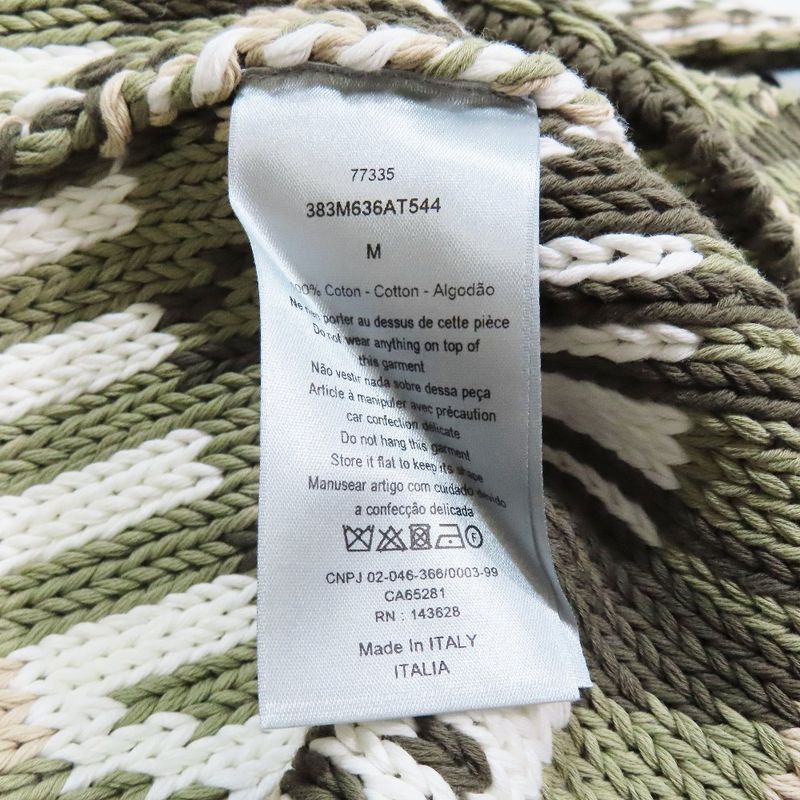 77335
383M636AT544
M
100% Coton - Cotton - Algodão
Ne rien porter au dessus de cette pièce
Do not wear anything on top of
this garment
Não vestir nada sobre dessa peça
Article à manipuler avec précaution
car confection délicate
Do not hang this garment
Store it flat to keep its shape
Manusear artigo com cuidado devido
a confecção delicada
F
CNPJ 02-046-366/0003-99
CA65281
RN : 143628
Made In ITALY
ITALIA